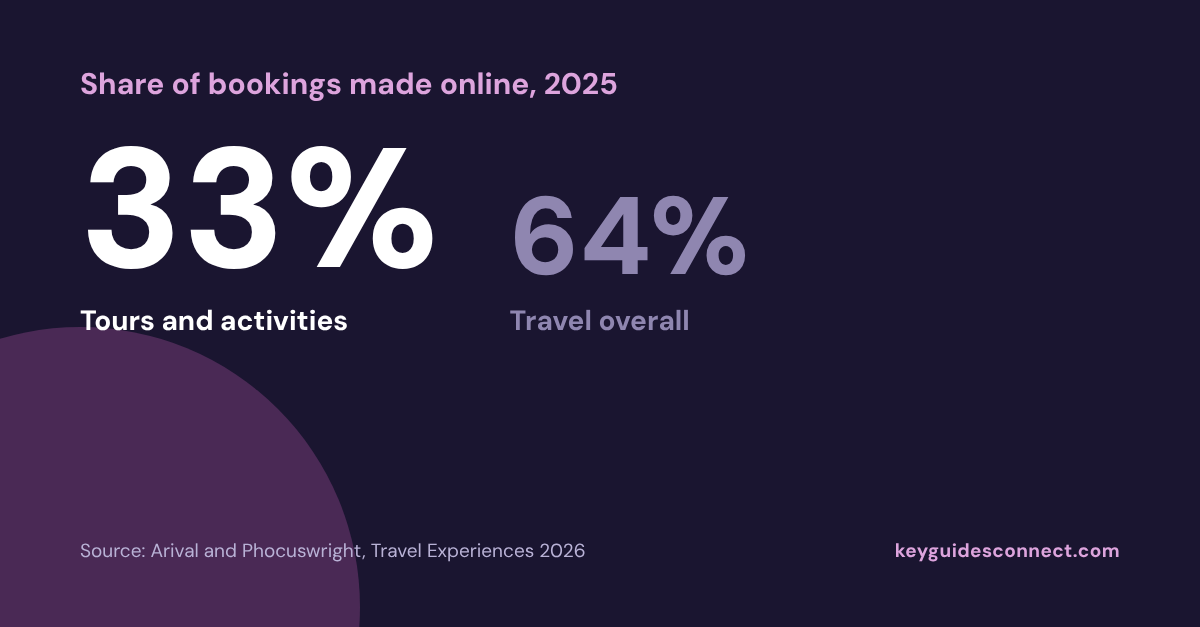 Share of bookings made online, 2025
33%
64%
Tours and activities
Travel overall
Source: Arival and Phocuswright, Travel Experiences 2026
keyguidesconnect.com